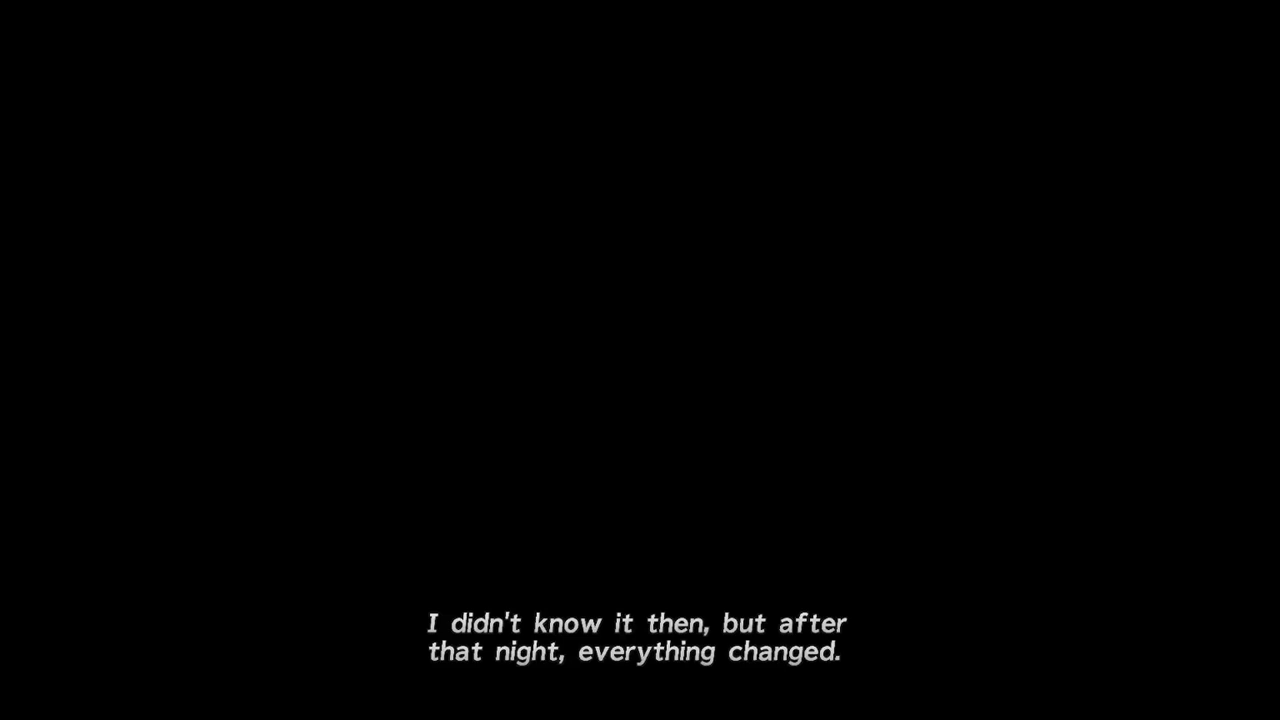 I didn't know it then, but after
that night, everything changed.